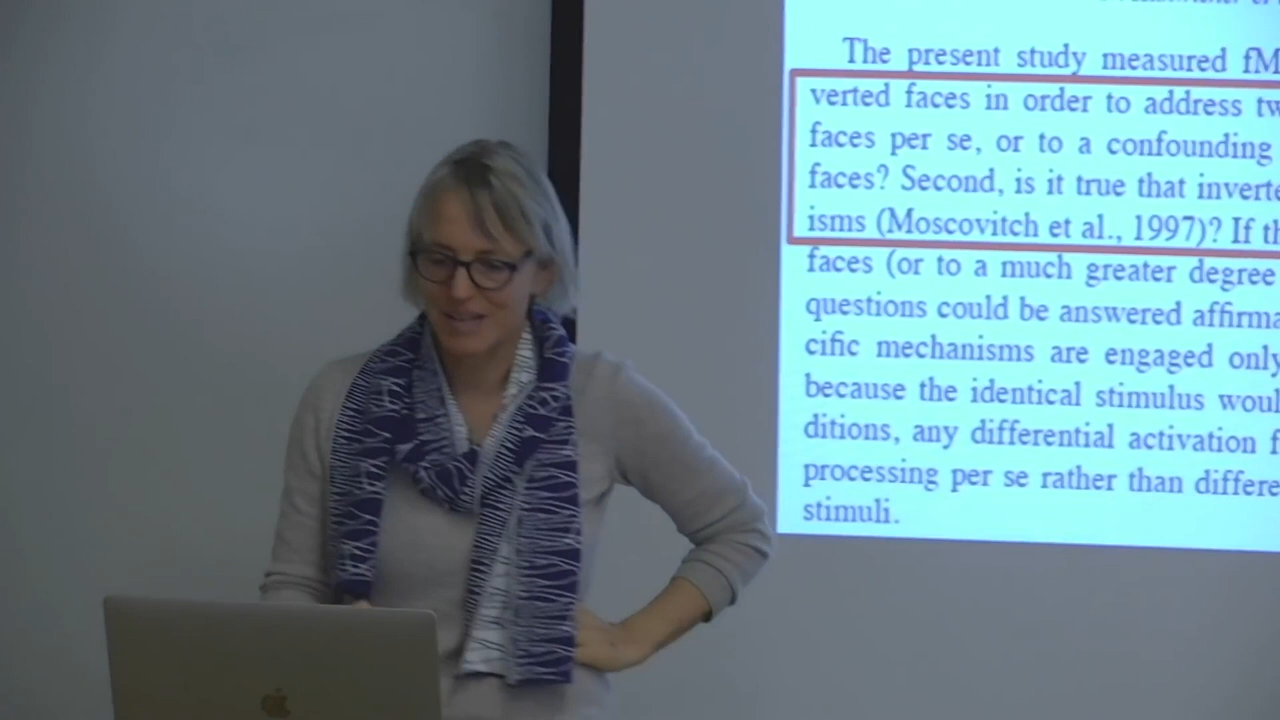 The present study measured fM
verted faces in order to address tw
faces per se, or to a confounding
faces? Second, is it true that inverte
isms (Moscovitch et al., 1997)? If th
faces (or to a much greater degree
questions could be answered affirma
cific mechanisms are engaged only
because the identical stimulus woul
ditions, any differential activation f
processing per se rather than differe
stimuli.